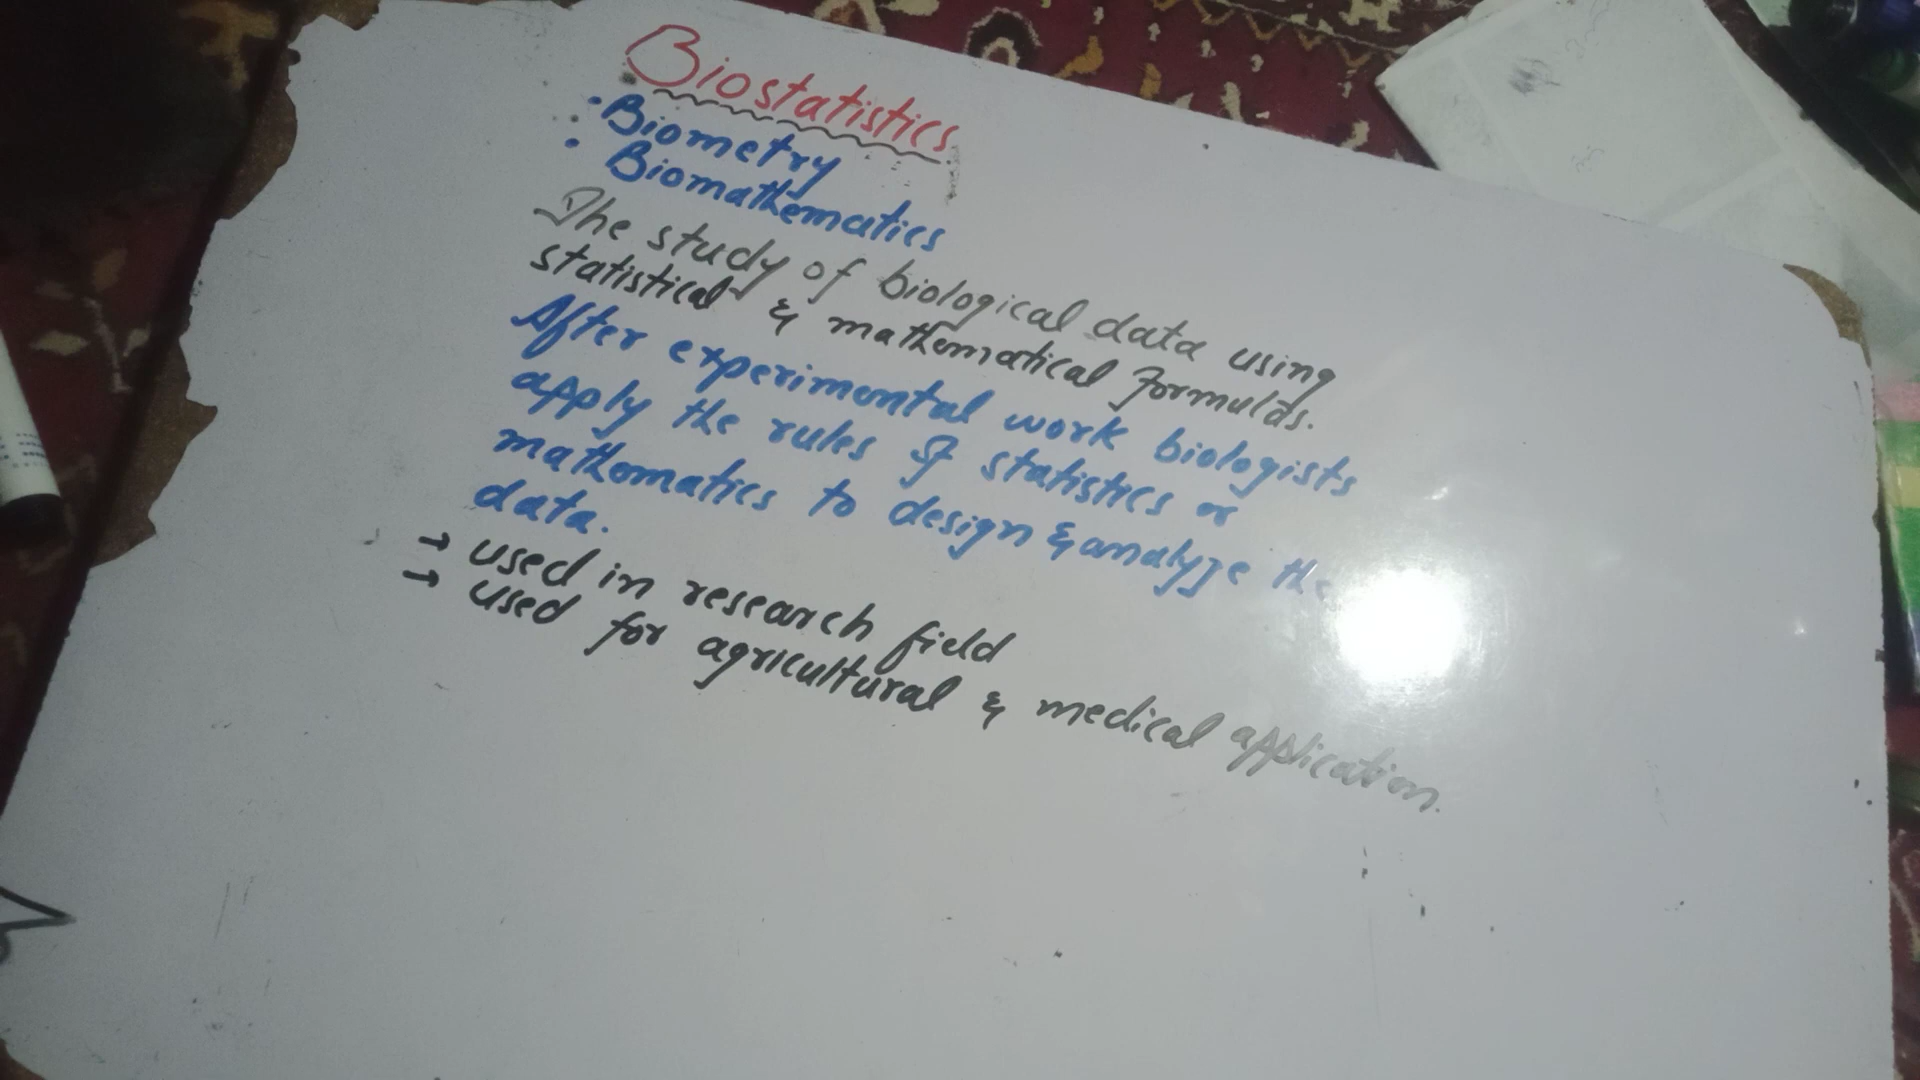 Biostatistics
• Biometry
• Biomathematics
The study of biological data using
statistical & mathematical formulas.
After experimental work biologists
apply the rules of statistics or
mathematics to design & analyze the
data.
→ used in research field
→ used for agricultural & medical application.